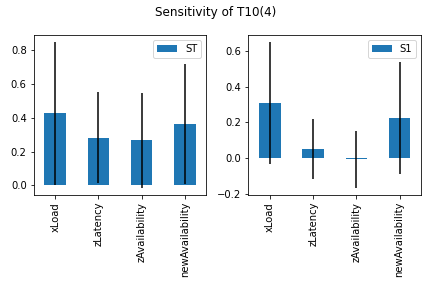 Sensitivity of T10(4)
ST
0.8
0.6
0.4
0.2
0.0
xLoad
zLatency
zAvailability
newAvailability
S1
0.6
0.4
0.2
0.0
−0.2
xLoad
zLatency
zAvailability
newAvailability